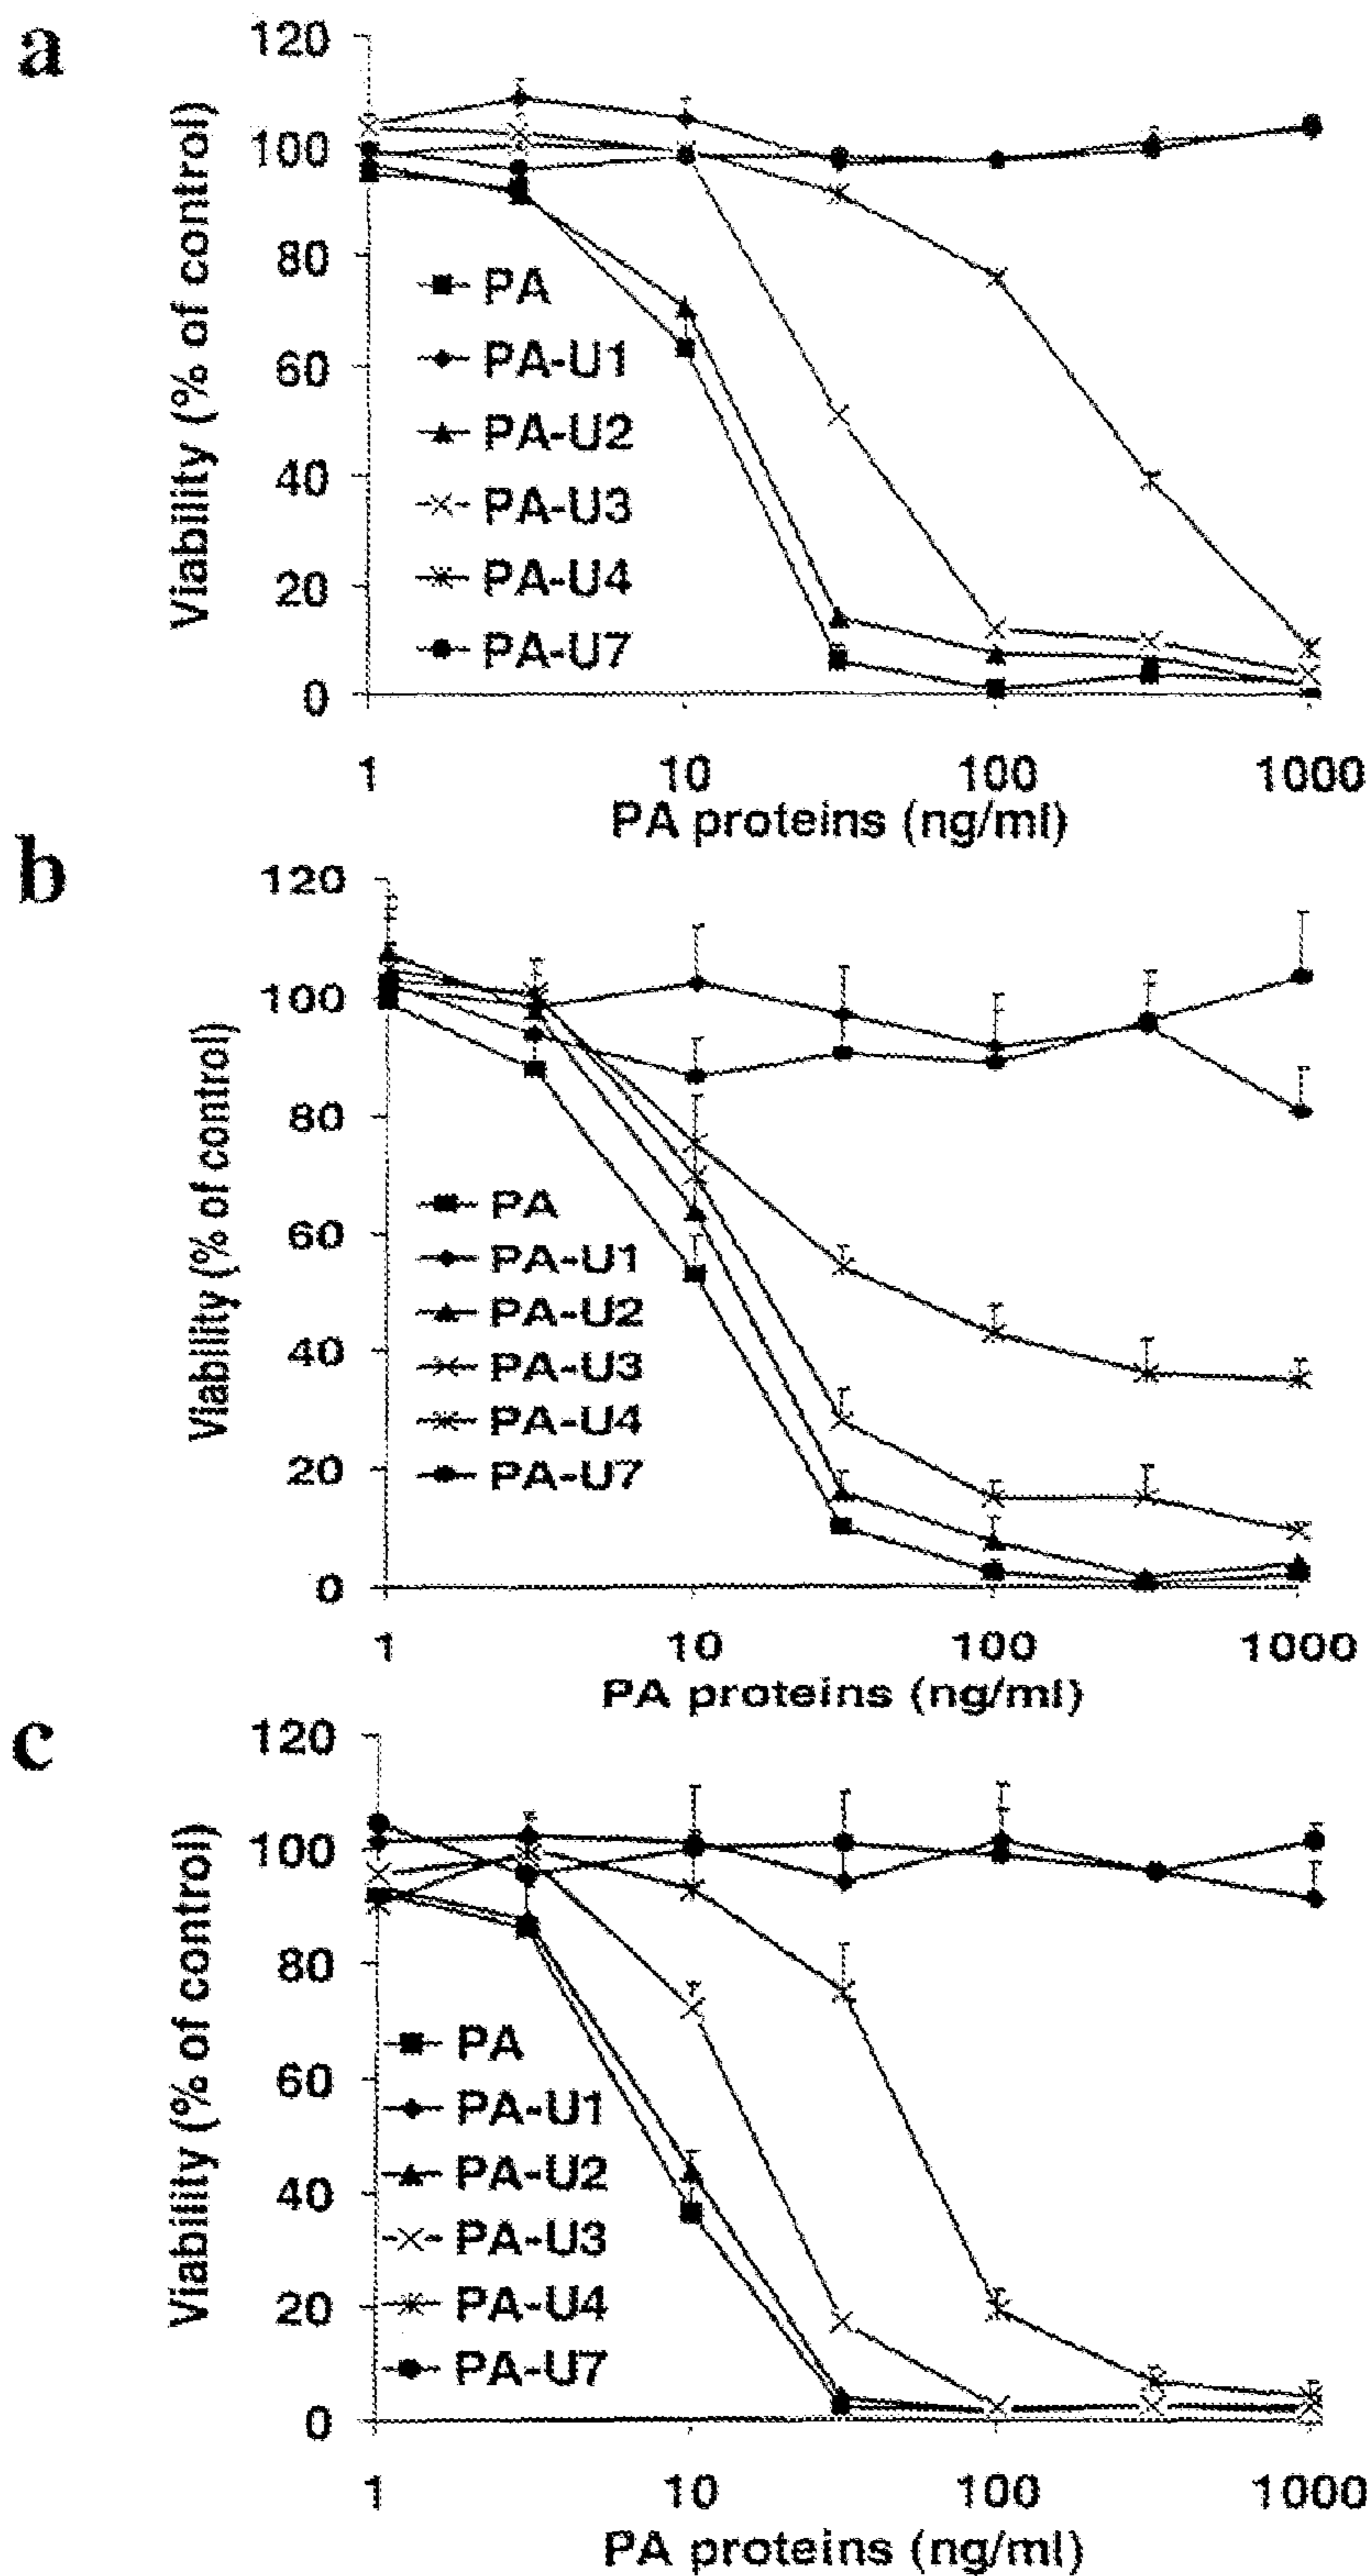 a
120
100
80
60
40
20
0
Viability (% of control)
PA
PA-U1
PA-U2
PA-U3
PA-U4
PA-U7
1 10 100 1000
PA proteins (ng/ml)
b
120
100
80
60
40
20
0
Viability (% of control)
PA
PA-U1
PA-U2
PA-U3
PA-U4
PA-U7
1 10 100 1000
PA proteins (ng/ml)
c
120
100
80
60
40
20
0
Viability (% of control)
PA
PA-U1
PA-U2
PA-U3
PA-U4
PA-U7
1 10 100 1000
PA proteins (ng/ml)